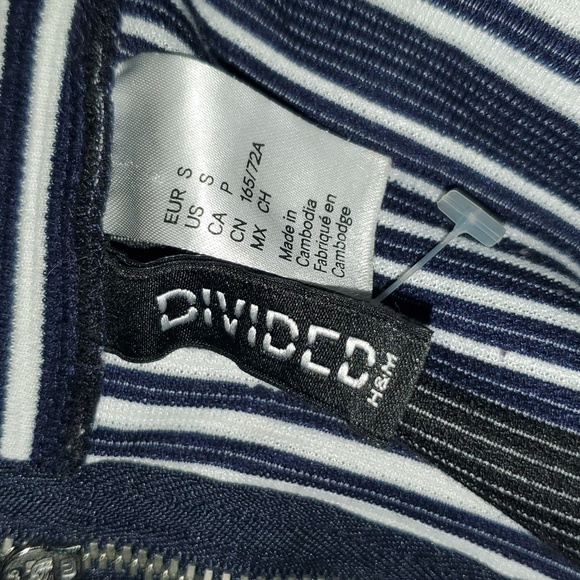 EUR S
US S
CA P
CN 165/72A
MX CH
Made in
Cambodia
Fabriqué en
Cambodge
DIVIDED
H&M